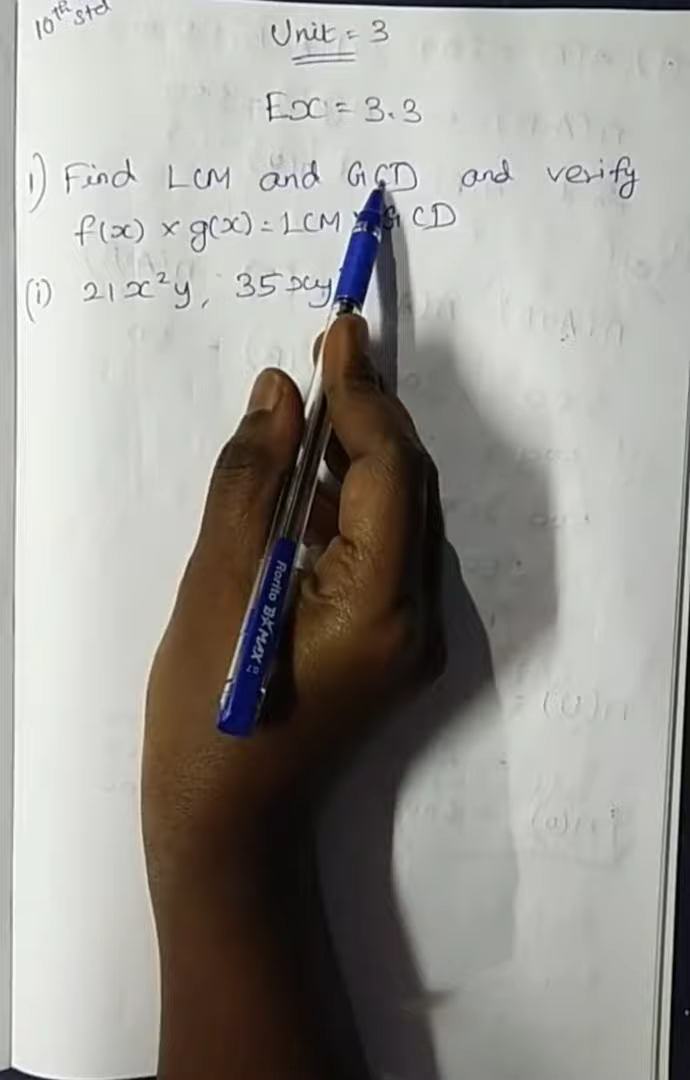 10th std
Unit = 3
Ex = 3.3
1) Find LCM and GCD and verify
f(x) × g(x) = LCM × GCD
(i) 21x²y, 35xy
Rorito
MAX